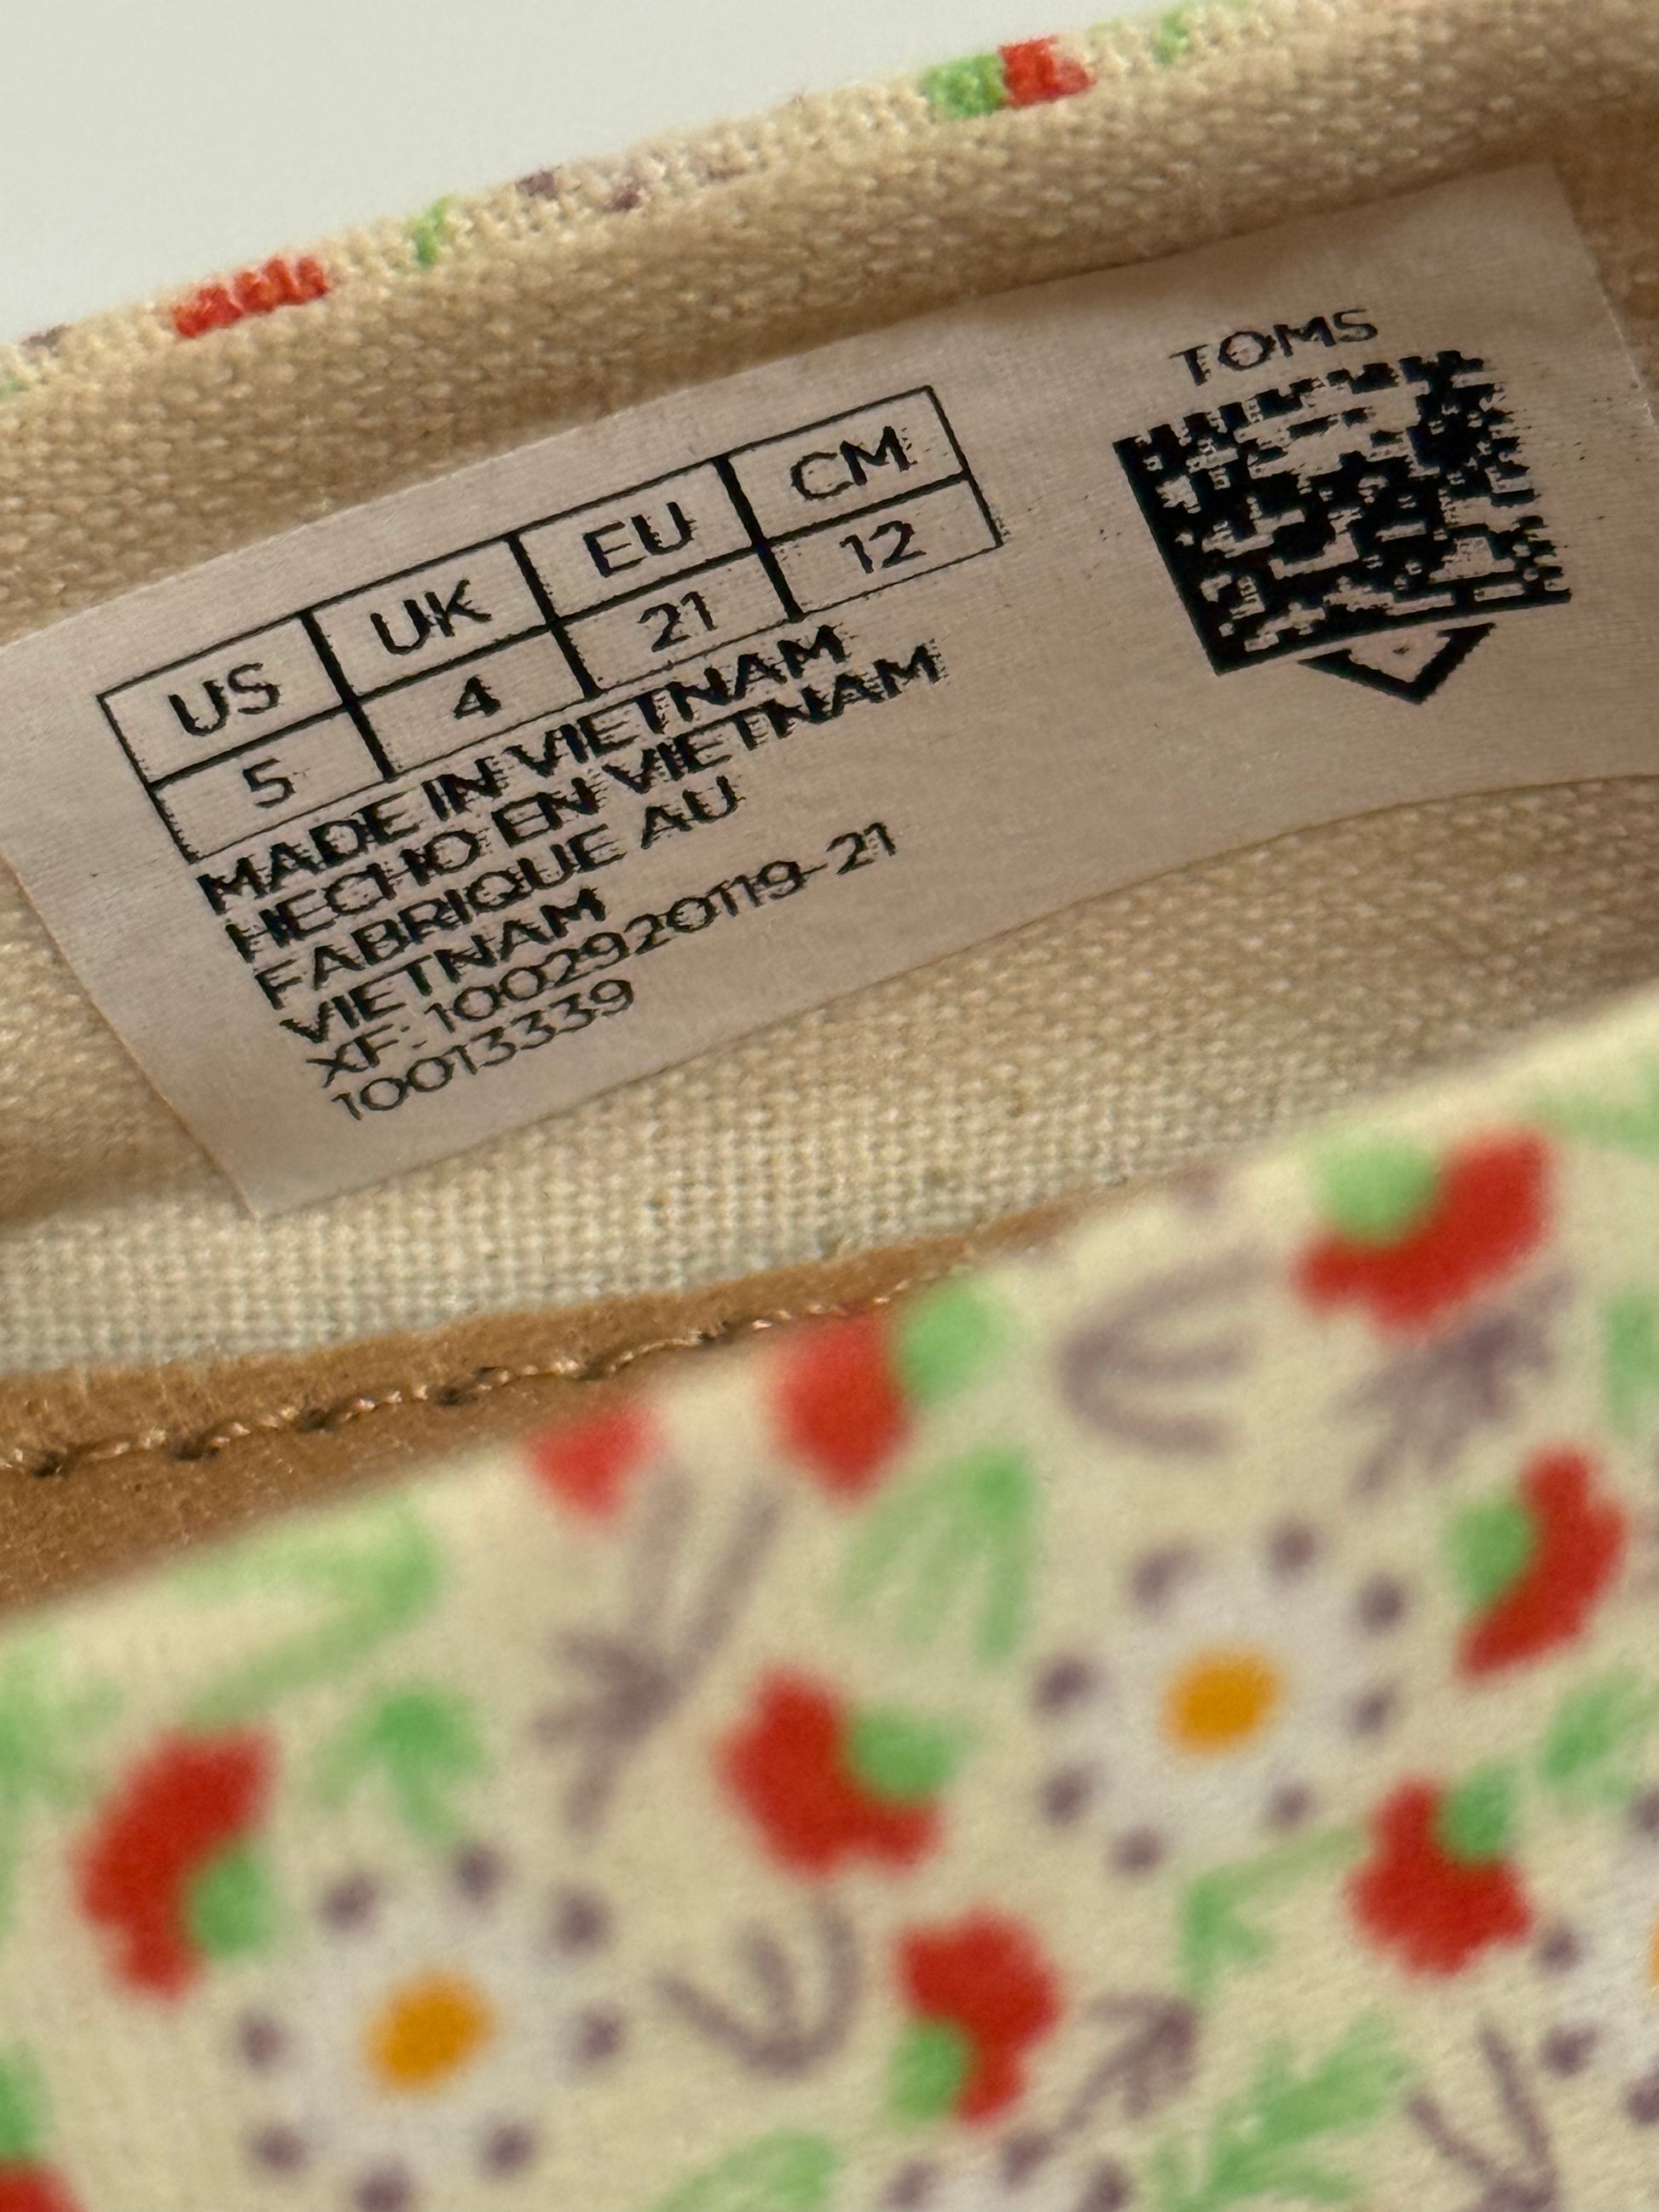 TOMS
US UK EU CM
5 4 21 12
MADE IN VIETNAM
HECHO EN VIETNAM
FABRIQUE AU
VIETNAM
XF: 1002920119-21
10013339